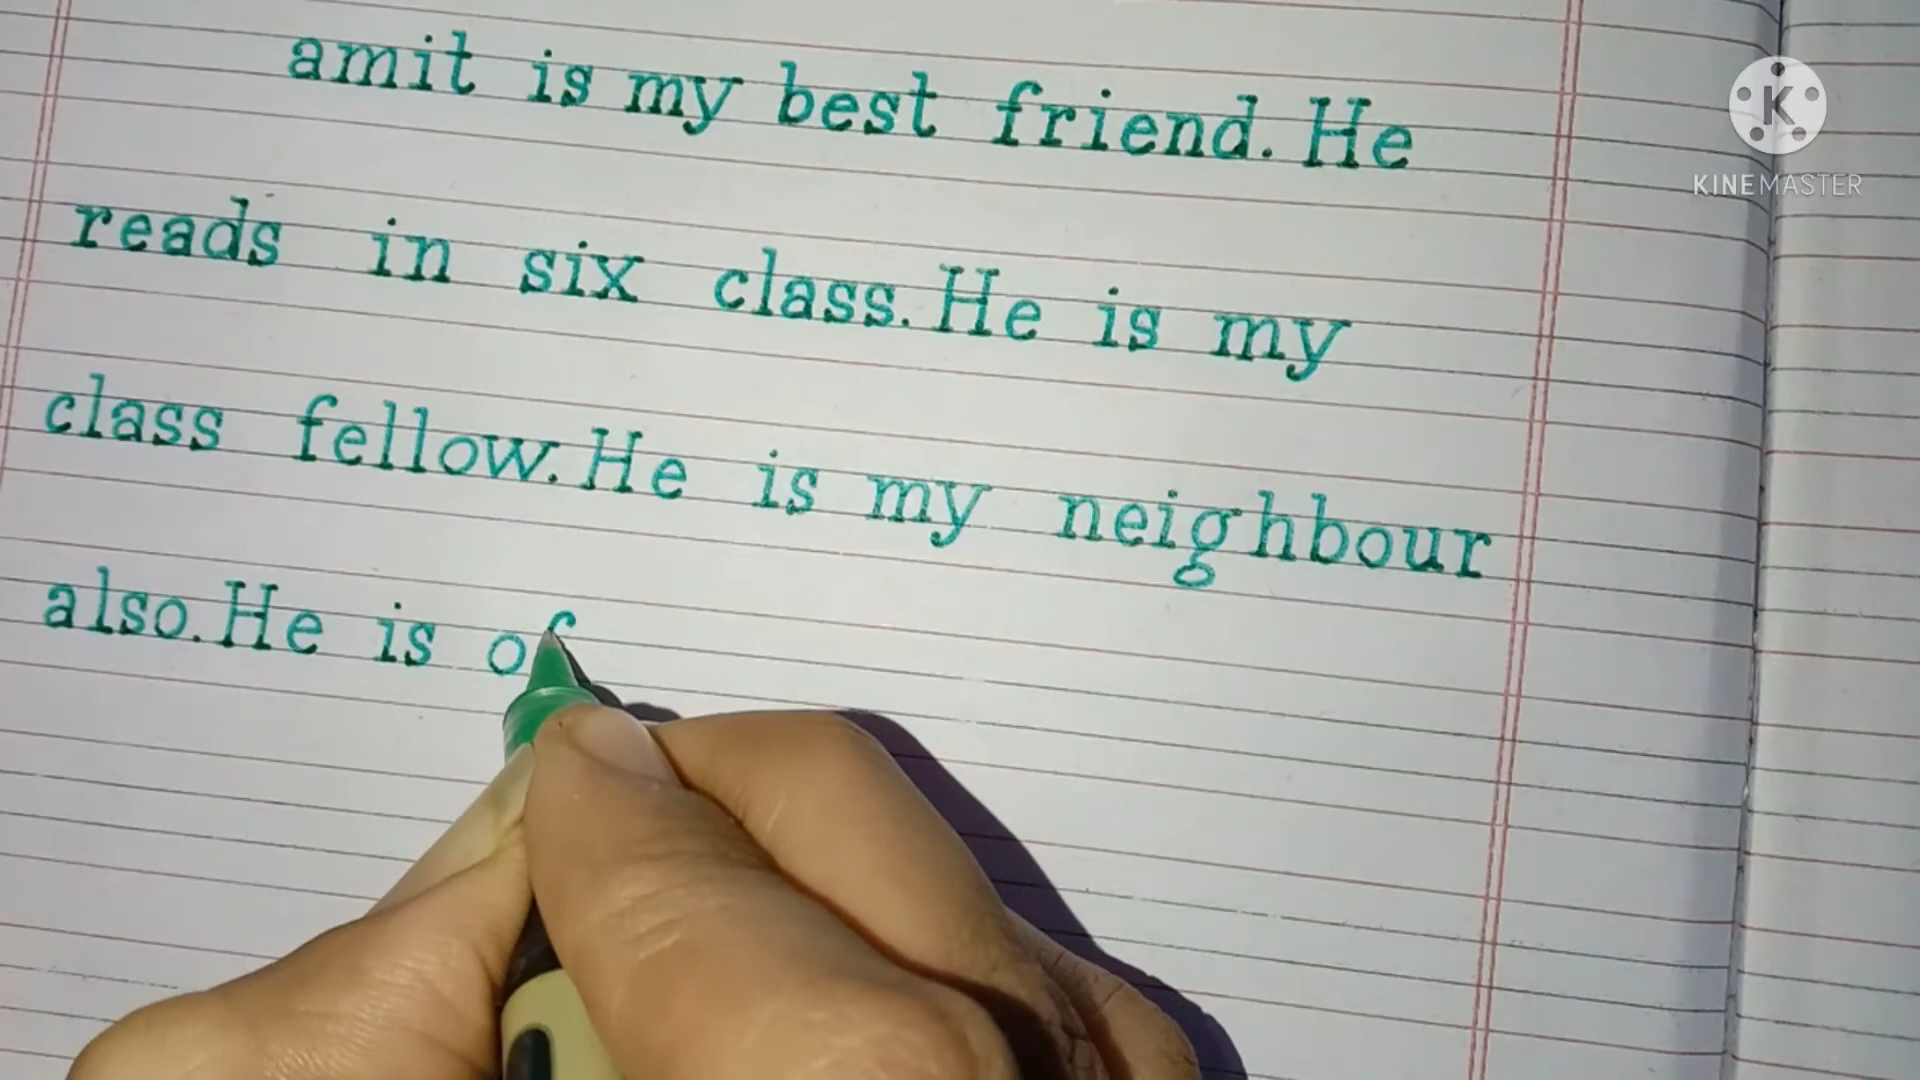 amit is my best friend. He
reads in six class. He is my
class fellow. He is my neighbour
also. He is of
K
KINEMASTER